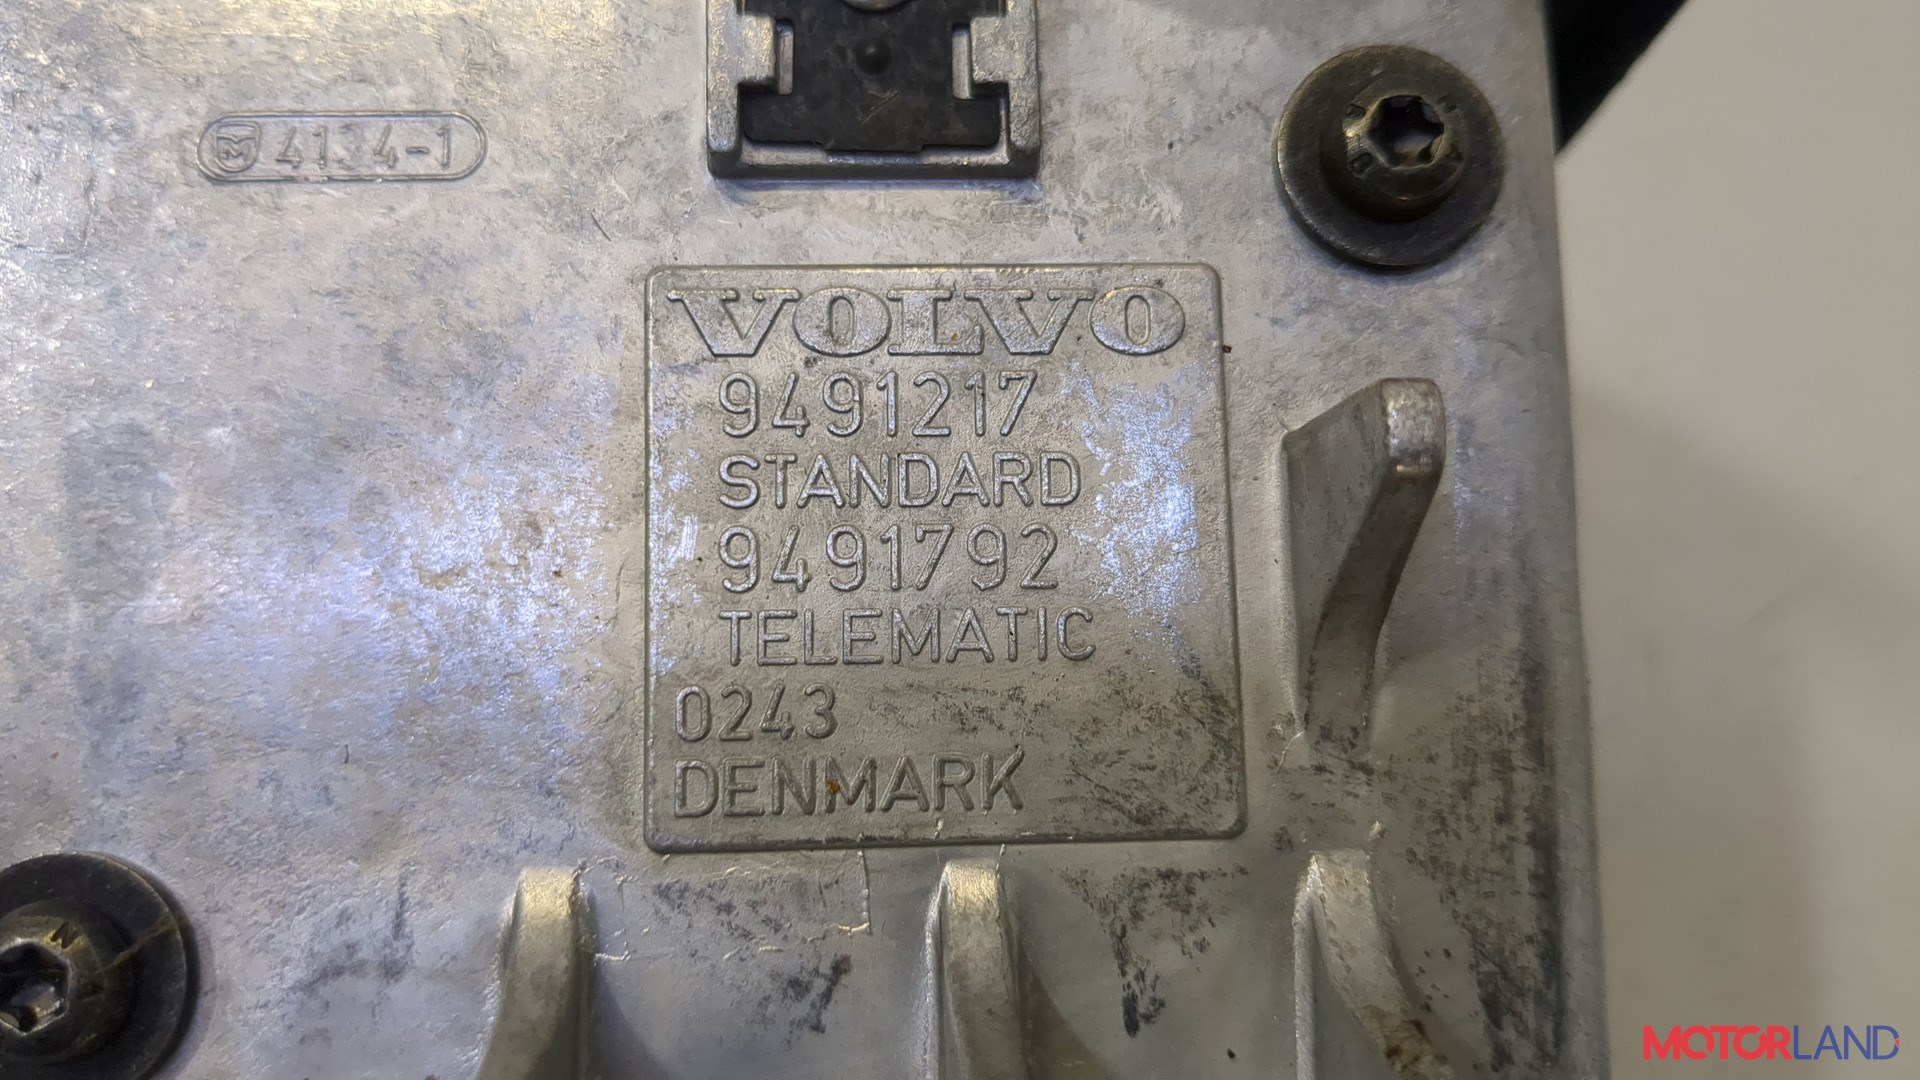 4134-1
VOLVO
9491217
STANDARD
9491792
TELEMATIC
0243
DENMARK
MOTORLAND